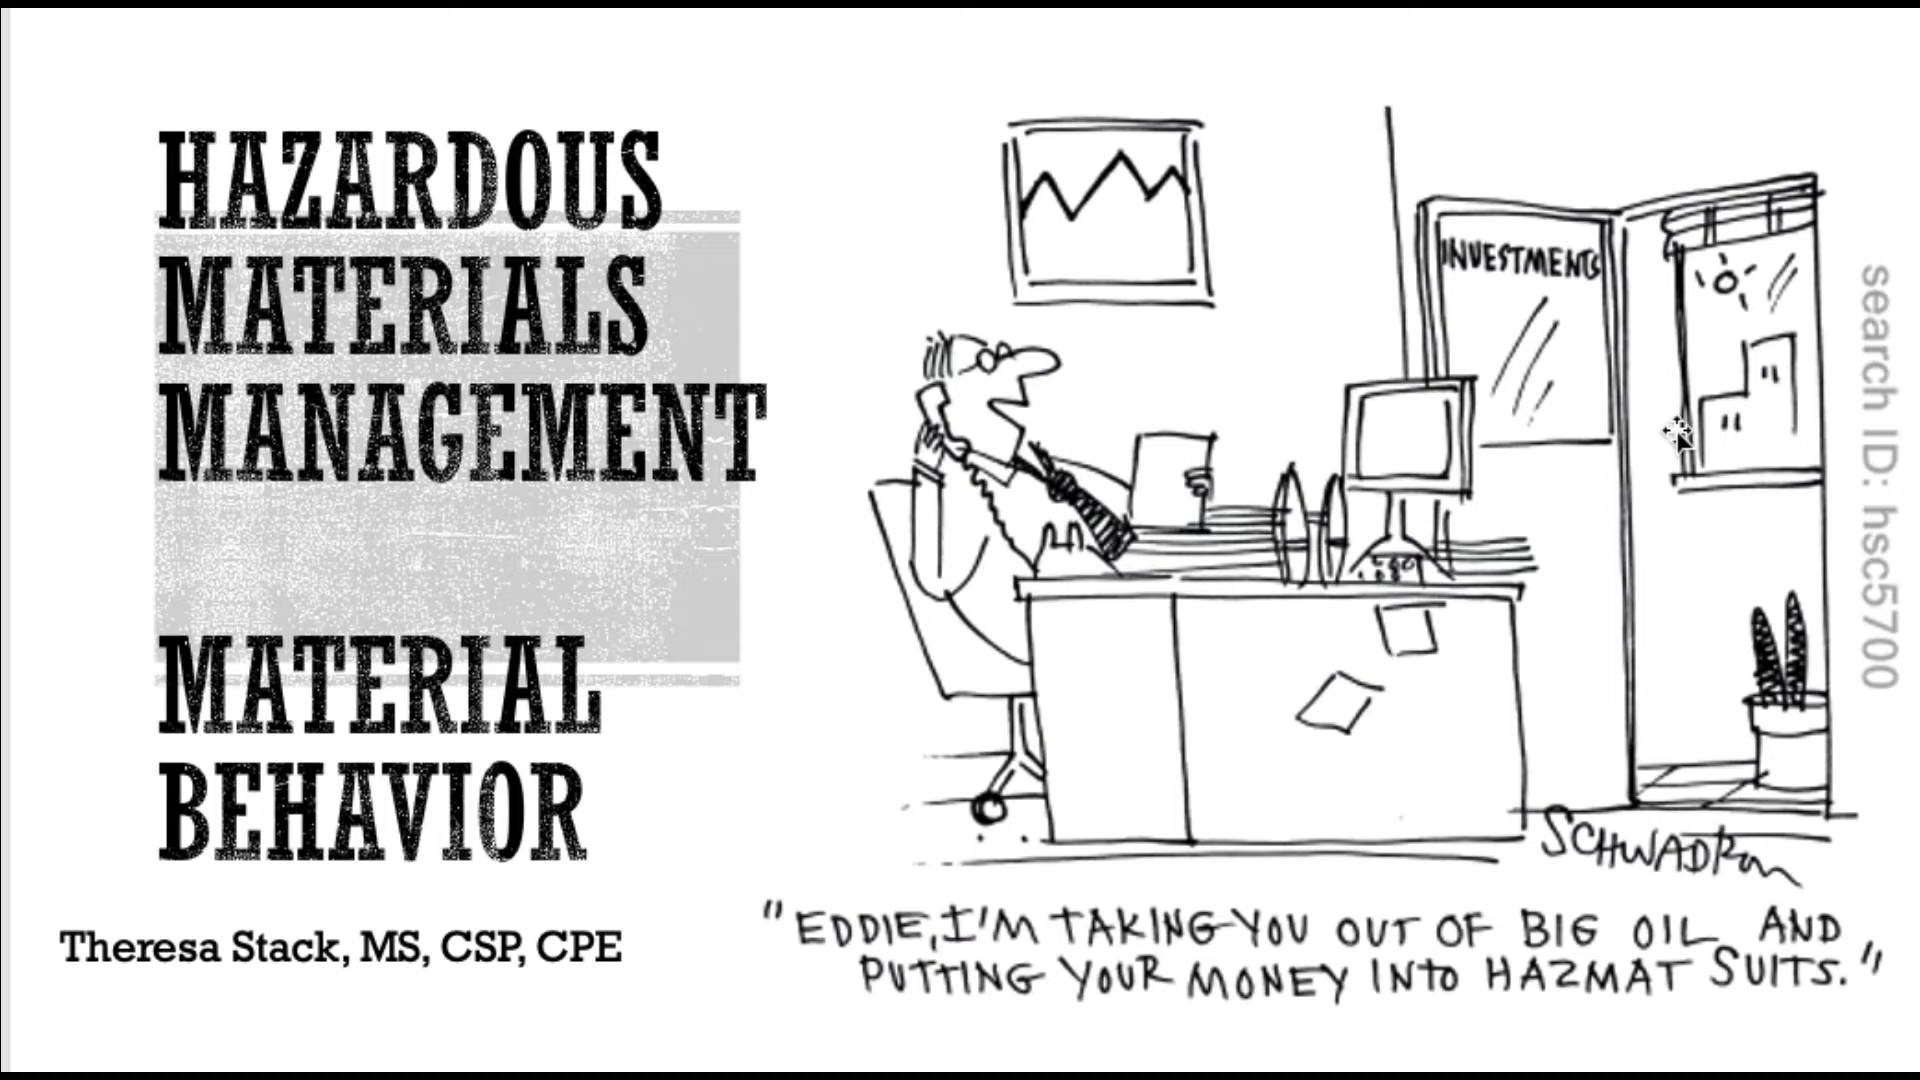 HAZARDOUS
MATERIALS
MANAGEMENT
MATERIAL
BEHAVIOR
Theresa Stack, MS, CSP, CPE
INVESTMENTS
SCHWADRON
"EDDIE, I'M TAKING YOU OUT OF BIG OIL AND
PUTTING YOUR MONEY INTO HAZMAT SUITS."
search ID: hsc5700